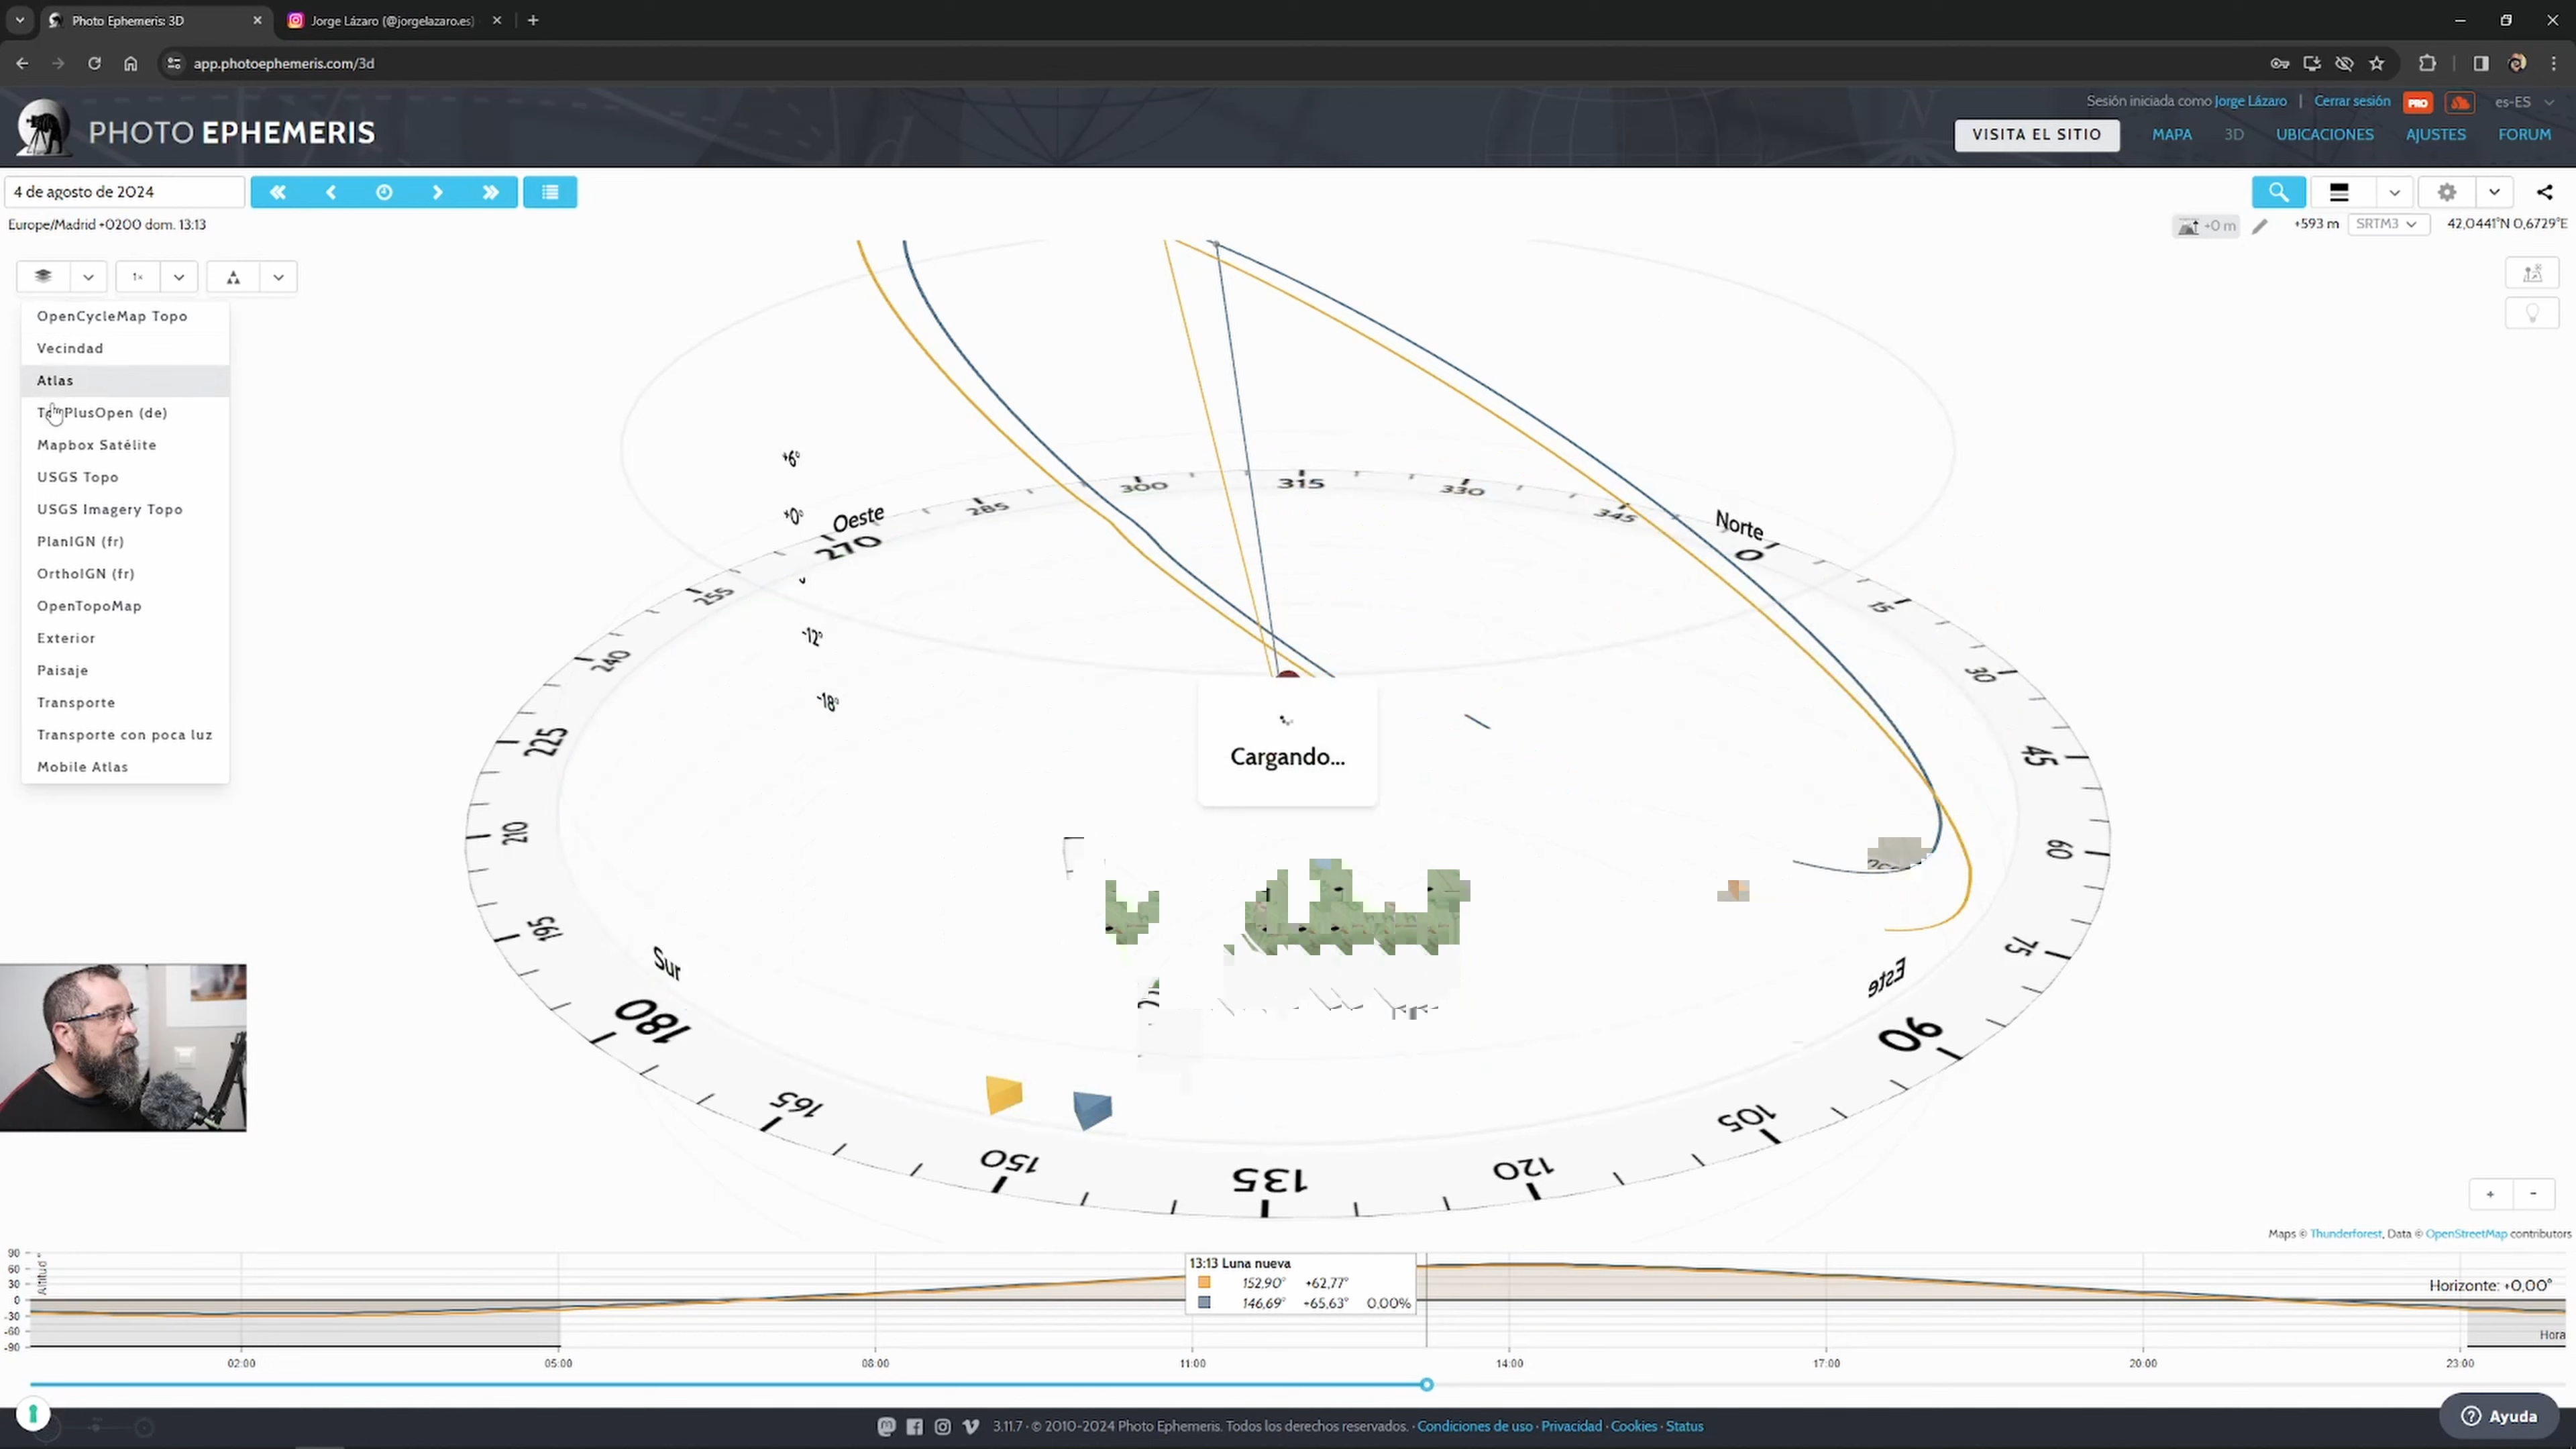 Photo Ephemeris: 3D
Jorge Lázaro (@jorgelazaro.es)
app.photoephemeris.com/3d
PHOTO EPHEMERIS
Sesión iniciada como Jorge Lázaro | Cerrar sesión PRO es-ES
VISITA EL SITIO MAPA 3D UBICACIONES AJUSTES FORUM
4 de agosto de 2024
Europe/Madrid +0200 dom. 13:13
+0 m +593 m SRTM3 42,0441°N 0,6729°E
1×
OpenCycleMap Topo
Vecindad
Atlas
PlusOpen (de)
Mapbox Satélite
USGS Topo
USGS Imagery Topo
PlanIGN (fr)
OrthoIGN (fr)
OpenTopoMap
Exterior
Paisaje
Transporte
Transporte con poca luz
Mobile Atlas
+6°
+0°
-12°
-18°
Oeste
270
285
300
315
330
345
Norte
0
15
30
45
60
75
Este
90
105
120
135
150
165
180
Sur
195
210
225
240
255
Cargando...
+ -
Maps © Thunderforest, Data © OpenStreetMap contributors
90
60
30
0
-30
-60
-90
Altitud
13:13 Luna nueva
152,90° +62,77°
146,69° +65,63° 0.00%
Horizonte: +0,00°
Hora
02:00 05:00 08:00 11:00 14:00 17:00 20:00 23:00
3.11.7 · © 2010-2024 Photo Ephemeris. Todos los derechos reservados. · Condiciones de uso · Privacidad · Cookies · Status
Ayuda